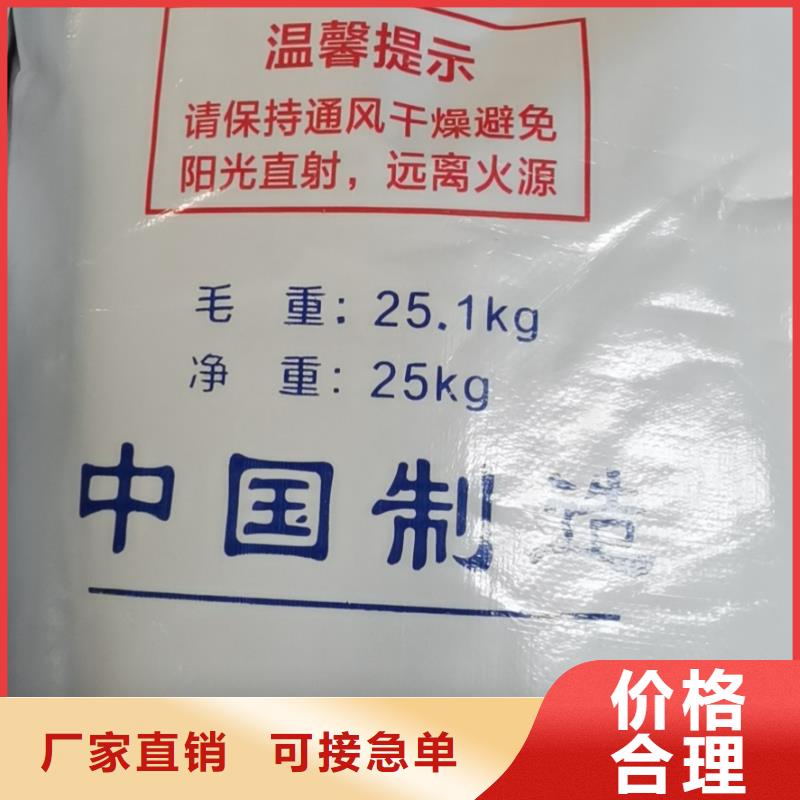 温馨提示
请保持通风干燥避免
阳光直射，远离火源
毛 重：25.1kg
净 重：25kg
中国制造
厂家直销 可接急单
价格
合理